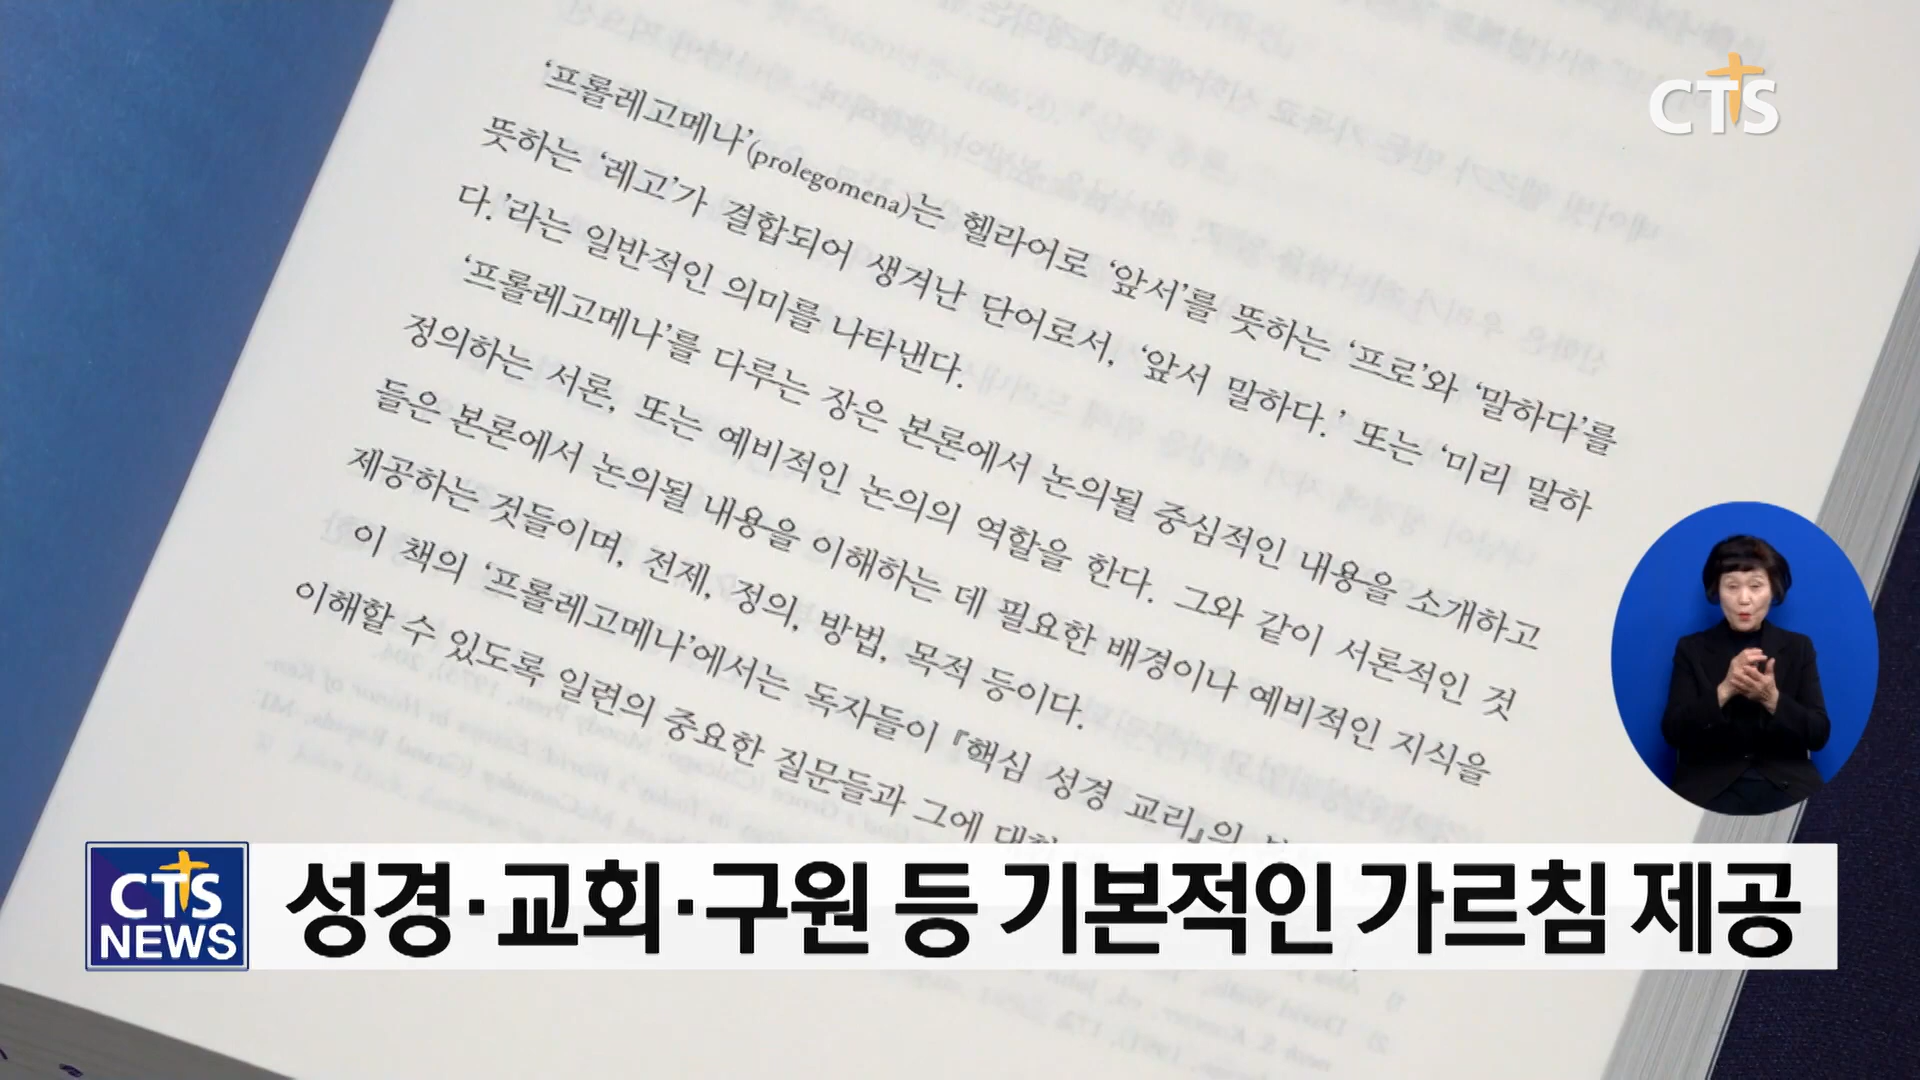 CTS
'프롤레고메나'(prolegomena)는 헬라어로 '앞서'를 뜻하는 '프로'와 '말하다'를
뜻하는 '레고'가 결합되어 생겨난 단어로서, '앞서 말하다.' 또는 '미리 말하
다.'라는 일반적인 의미를 나타낸다.
'프롤레고메나'를 다루는 장은 본론에서 논의될 중심적인 내용을 소개하고
정의하는 서론, 또는 예비적인 논의의 역할을 한다. 그와 같이 서론적인 것
들은 본론에서 논의될 내용을 이해하는 데 필요한 배경이나 예비적인 지식을
제공하는 것들이며, 전제, 정의, 방법, 목적 등이다.
이 책의 '프롤레고메나'에서는 독자들이 『핵심 성경 교리』의
이해할 수 있도록 일련의 중요한 질문들과 그에
CTS
NEWS
성경·교회·구원 등 기본적인 가르침 제공